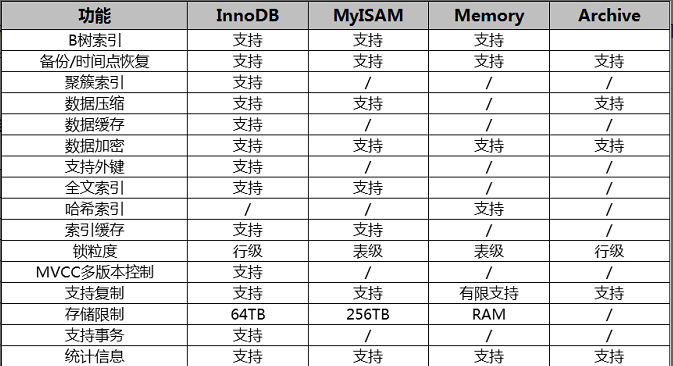 功能 InnoDB MyISAM Memory Archive
B树索引 支持 支持 支持
备份/时间点恢复 支持 支持 支持 支持
聚簇索引 支持 / / /
数据压缩 支持 支持 / 支持
数据缓存 支持 / / /
数据加密 支持 支持 支持 支持
支持外键 支持 / / /
全文索引 支持 支持 / /
哈希索引 / / 支持 /
索引缓存 支持 支持 / /
锁粒度 行级 表级 表级 行级
MVCC多版本控制 支持 / / /
支持复制 支持 支持 有限支持 支持
存储限制 64TB 256TB RAM /
支持事务 支持 / / /
统计信息 支持 支持 支持 支持